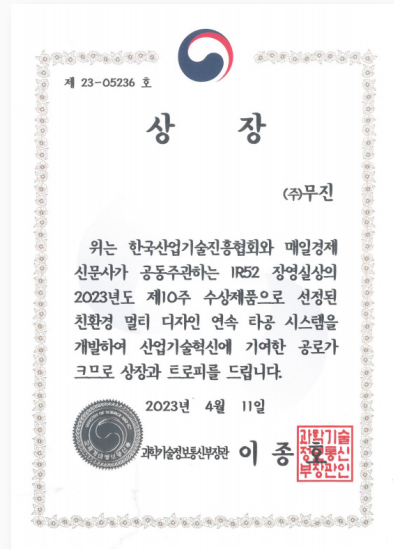 제 23-05236 호
상 장
(주)무진
위는 한국산업기술진흥협회와 매일경제
신문사가 공동주관하는 IR52 장영실상의
2023년도 제10주 수상제품으로 선정된
친환경 멀티 디자인 연속 타공 시스템을
개발하여 산업기술혁신에 기여한 공로가
크므로 상장과 트로피를 드립니다.
2023년 4월 11일
과학기술정보통신부장관 이 종 호
과학기술
정보통신
부장관인